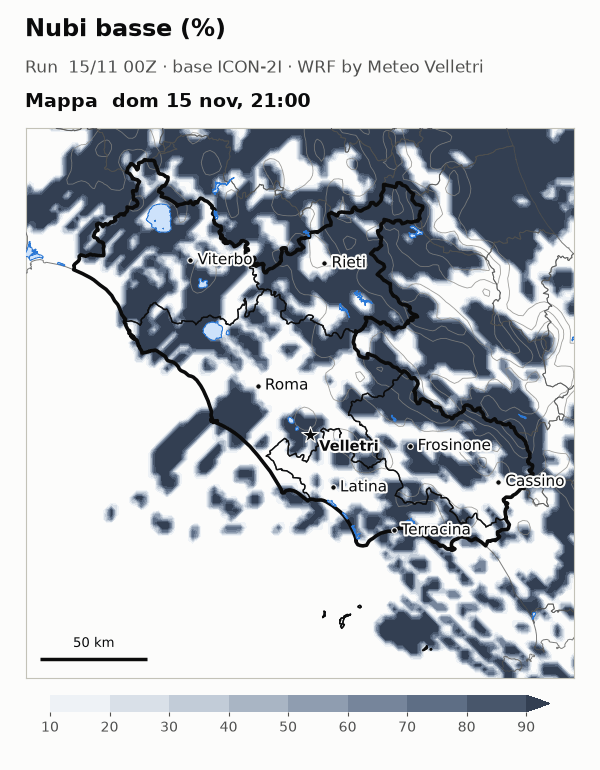 Nubi basse (%)
Run  15/11 00Z · base ICON-2I · WRF by Meteo Velletri
Mappa  dom 15 nov, 21:00
Viterbo
Rieti
Roma
Velletri
Frosinone
Cassino
Latina
Terracina
50 km
10 20 30 40 50 60 70 80 90